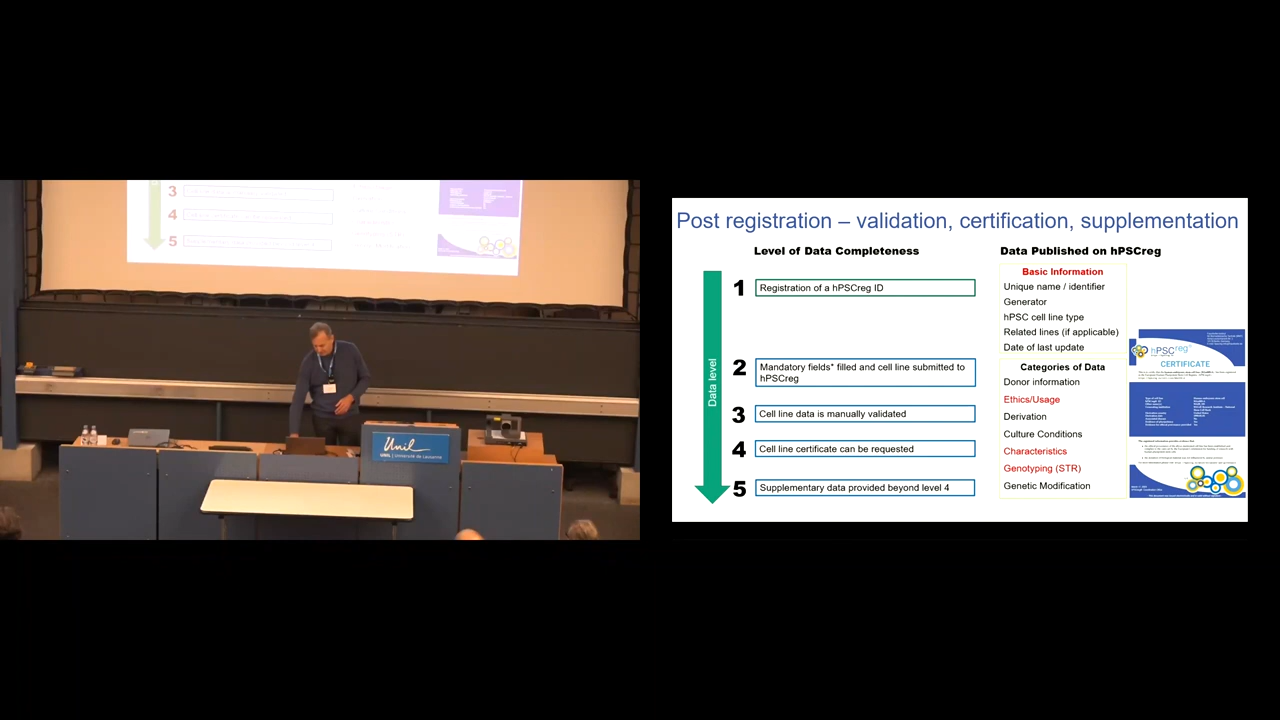 Post registration – validation, certification, supplementation
Level of Data Completeness
Data Published on hPSCreg
Data level
1 Registration of a hPSCreg ID
2 Mandatory fields* filled and cell line submitted to
hPSCreg
3 Cell line data is manually validated
4 Cell line certificate can be requested
5 Supplementary data provided beyond level 4
Basic Information
Unique name / identifier
Generator
hPSC cell line type
Related lines (if applicable)
Date of last update
Categories of Data
Donor information
Ethics/Usage
Derivation
Culture Conditions
Characteristics
Genotyping (STR)
Genetic Modification
hPSCreg
CERTIFICATE
3
4
5
Unil
UNIL | Université de Lausanne